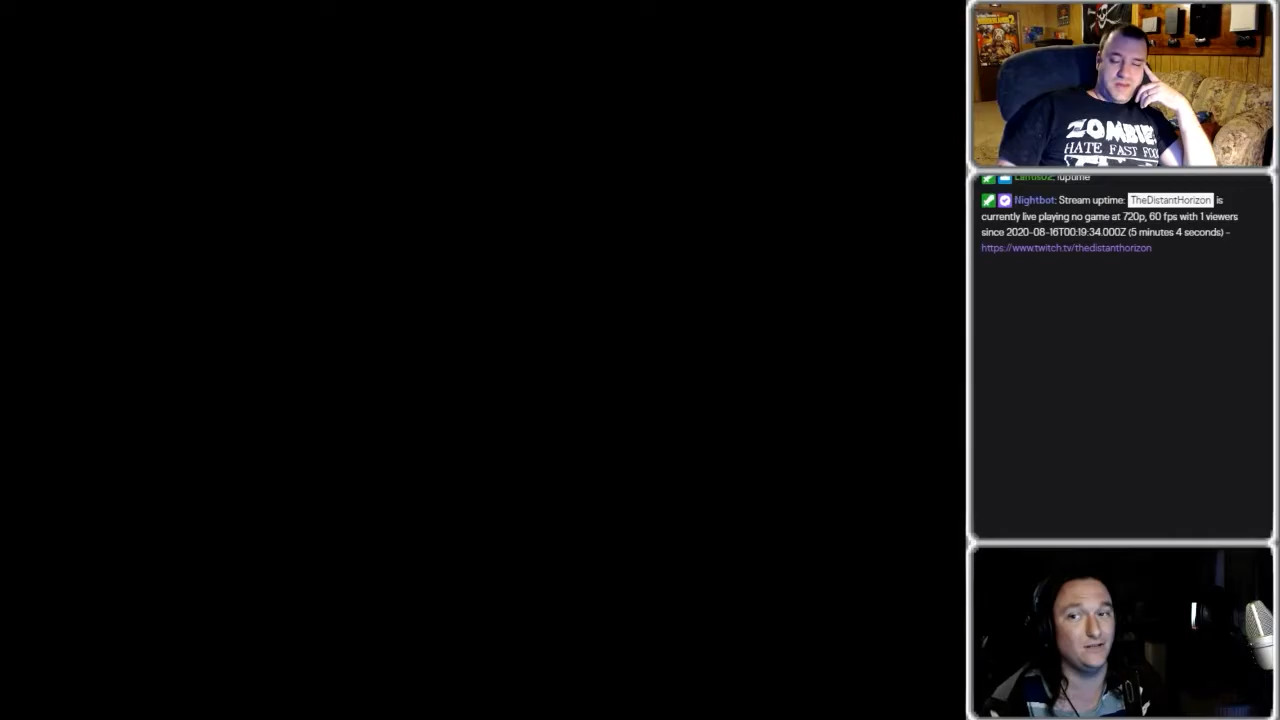 BORDERLANDS 2
ZOMBIES
HATE FAST FOOD
!uptime
Nightbot: Stream uptime: TheDistantHorizon is
currently live playing no game at 720p, 60 fps with 1 viewers
since 2020-08-16T00:19:34.000Z (5 minutes 4 seconds) -
https://www.twitch.tv/thedistanthorizon